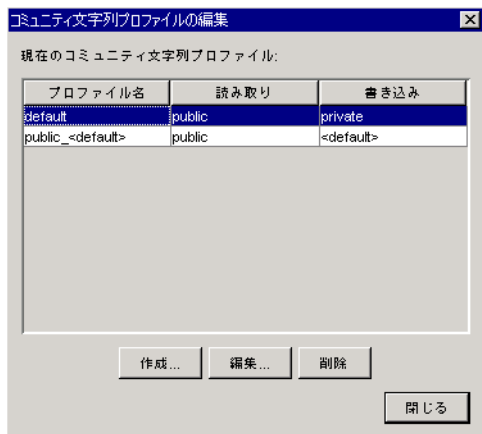 コミュニティ文字列プロファイルの編集
現在のコミュニティ文字列プロファイル:
プロファイル名 読み取り 書き込み
default public private
public_<default> public <default>
作成... 編集... 削除
閉じる